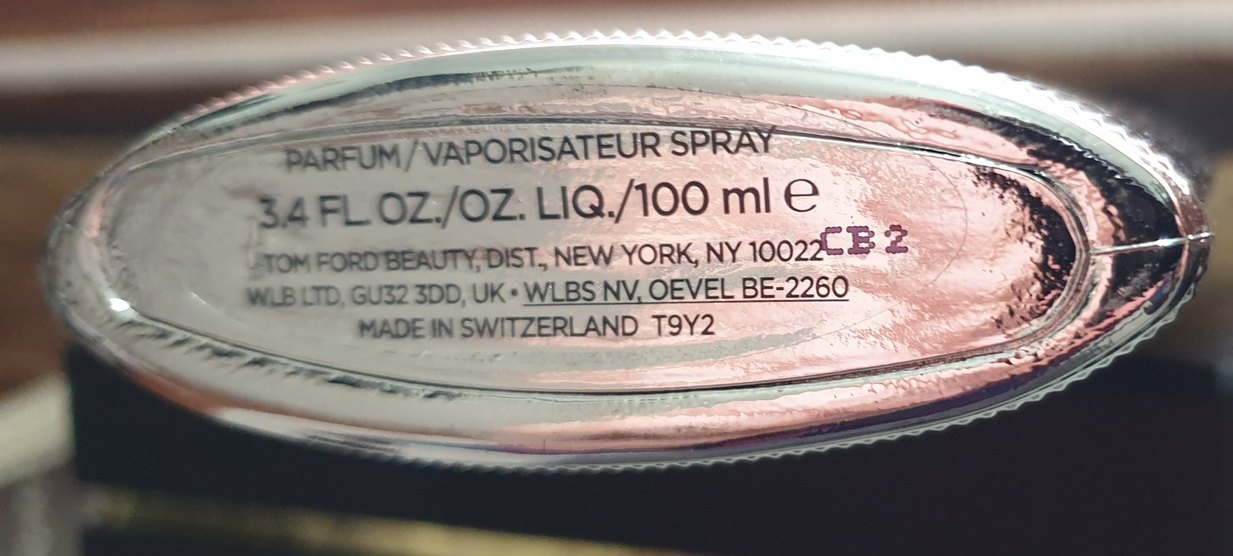 PARFUM/VAPORISATEUR SPRAY
3.4 FL. OZ./OZ. LIQ./100 ml ℮
TOM FORD BEAUTY, DIST., NEW YORK, NY 10022
CB2
WLB LTD, GU32 3DD, UK • WLBS NV, OEVEL BE-2260
MADE IN SWITZERLAND T9Y2